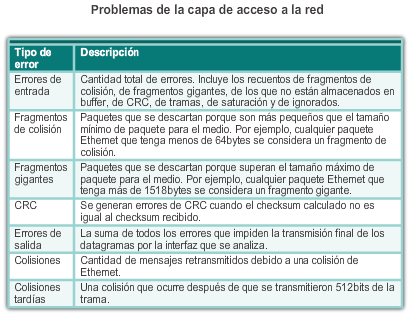 Problemas de la capa de acceso a la red
Tipo de error
Descripción
Errores de entrada
Cantidad total de errores. Incluye los recuentos de fragmentos de
colisión, de fragmentos gigantes, de los que no están almacenados en
buffer, de CRC, de tramas, de saturación y de ignorados.
Fragmentos de colisión
Paquetes que se descartan porque son más pequeños que el tamaño
mínimo de paquete para el medio. Por ejemplo, cualquier paquete
Ethernet que tenga menos de 64bytes se considera un fragmento de
colisión.
Fragmentos gigantes
Paquetes que se descartan porque superan el tamaño máximo de
paquete para el medio. Por ejemplo, cualquier paquete Ethernet que
tenga más de 1518bytes se considera un fragmento gigante.
CRC
Se generan errores de CRC cuando el checksum calculado no es
igual al checksum recibido.
Errores de salida
La suma de todos los errores que impiden la transmisión final de los
datagramas por la interfaz que se analiza.
Colisiones
Cantidad de mensajes retransmitidos debido a una colisión de
Ethernet.
Colisiones tardías
Una colisión que ocurre después de que se transmitieron 512bits de la
trama.